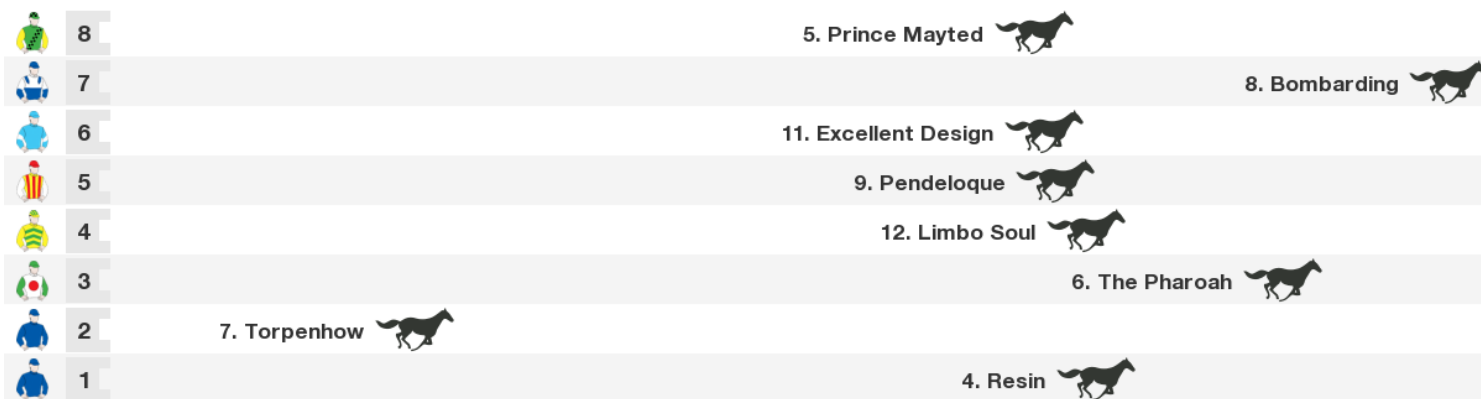 8 5. Prince Mayted
7 8. Bombarding
6 11. Excellent Design
5 9. Pendeloque
4 12. Limbo Soul
3 6. The Pharoah
2 7. Torpenhow
1 4. Resin